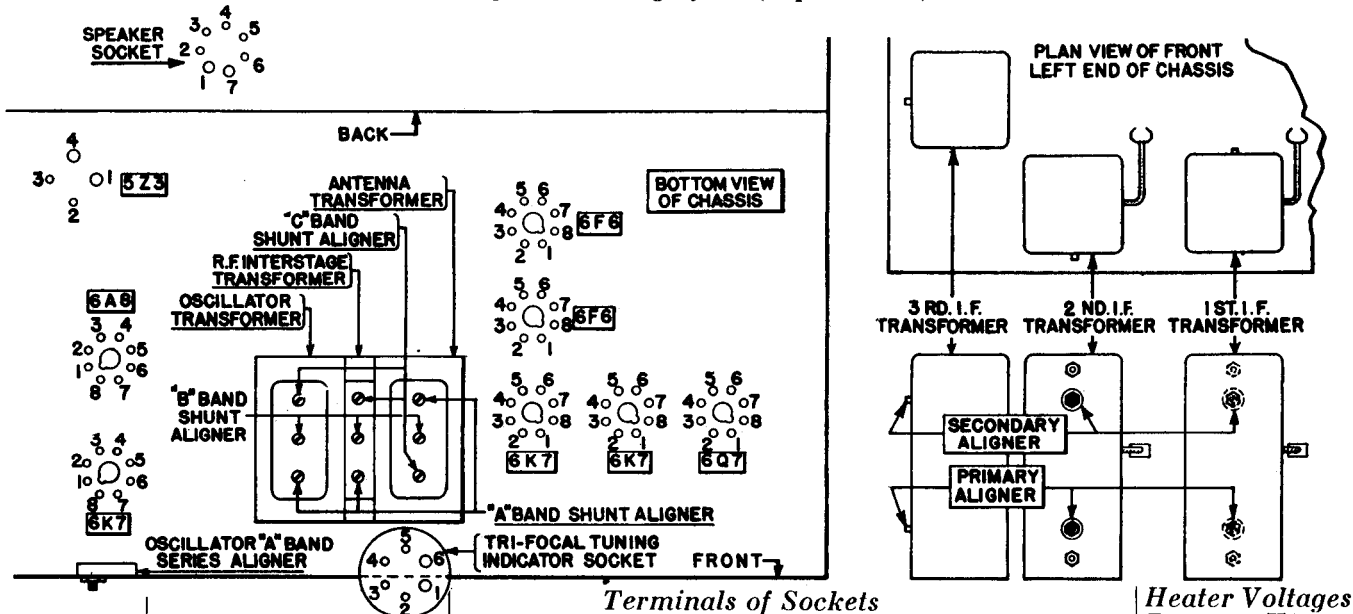 SPEAKER
SOCKET
1
2
3
4
5
6
7
PLAN VIEW OF FRONT
LEFT END OF CHASSIS
BACK
4
3
1
2
5Z3
ANTENNA
TRANSFORMER
"C" BAND
SHUNT ALIGNER
R.F. INTERSTAGE
TRANSFORMER
OSCILLATOR
TRANSFORMER
BOTTOM VIEW
OF CHASSIS
5 6
4 7
3 8
2 1
6F6
5 6
4 7
3 8
2 1
6F6
6A8
3 4
2 5
1 6
8 7
"B" BAND
SHUNT
ALIGNER
3 4
2 5
1 6
8 7
6K7
5 6
4 7
3 8
2 1
6K7
5 6
4 7
3 8
2 1
6K7
5 6
4 7
3 8
2 1
6Q7
"A" BAND SHUNT ALIGNER
OSCILLATOR "A" BAND
SERIES ALIGNER
5
4 6
3 1
2
TRI-FOCAL TUNING
INDICATOR SOCKET
FRONT
3 RD. I.F.
TRANSFORMER
2 ND. I.F.
TRANSFORMER
1 ST. I.F.
TRANSFORMER
SECONDARY
ALIGNER
PRIMARY
ALIGNER
Terminals of Sockets
Heater Voltages